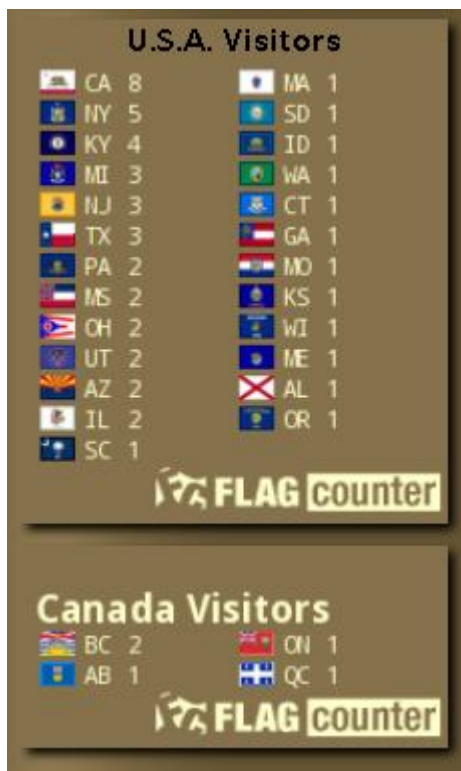 U.S.A. Visitors
CA 8 MA 1
NY 5 SD 1
KY 4 ID 1
MI 3 WA 1
NJ 3 CT 1
TX 3 GA 1
PA 2 MO 1
MS 2 KS 1
OH 2 WI 1
UT 2 ME 1
AZ 2 AL 1
IL 2 OR 1
SC 1
FLAG counter
Canada Visitors
BC 2 ON 1
AB 1 QC 1
FLAG counter